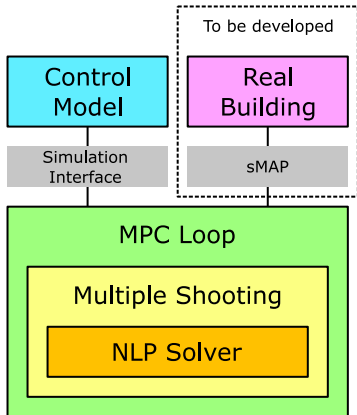 To be developed
Control
Model
Real
Building
Simulation
Interface
sMAP
MPC Loop
Multiple Shooting
NLP Solver